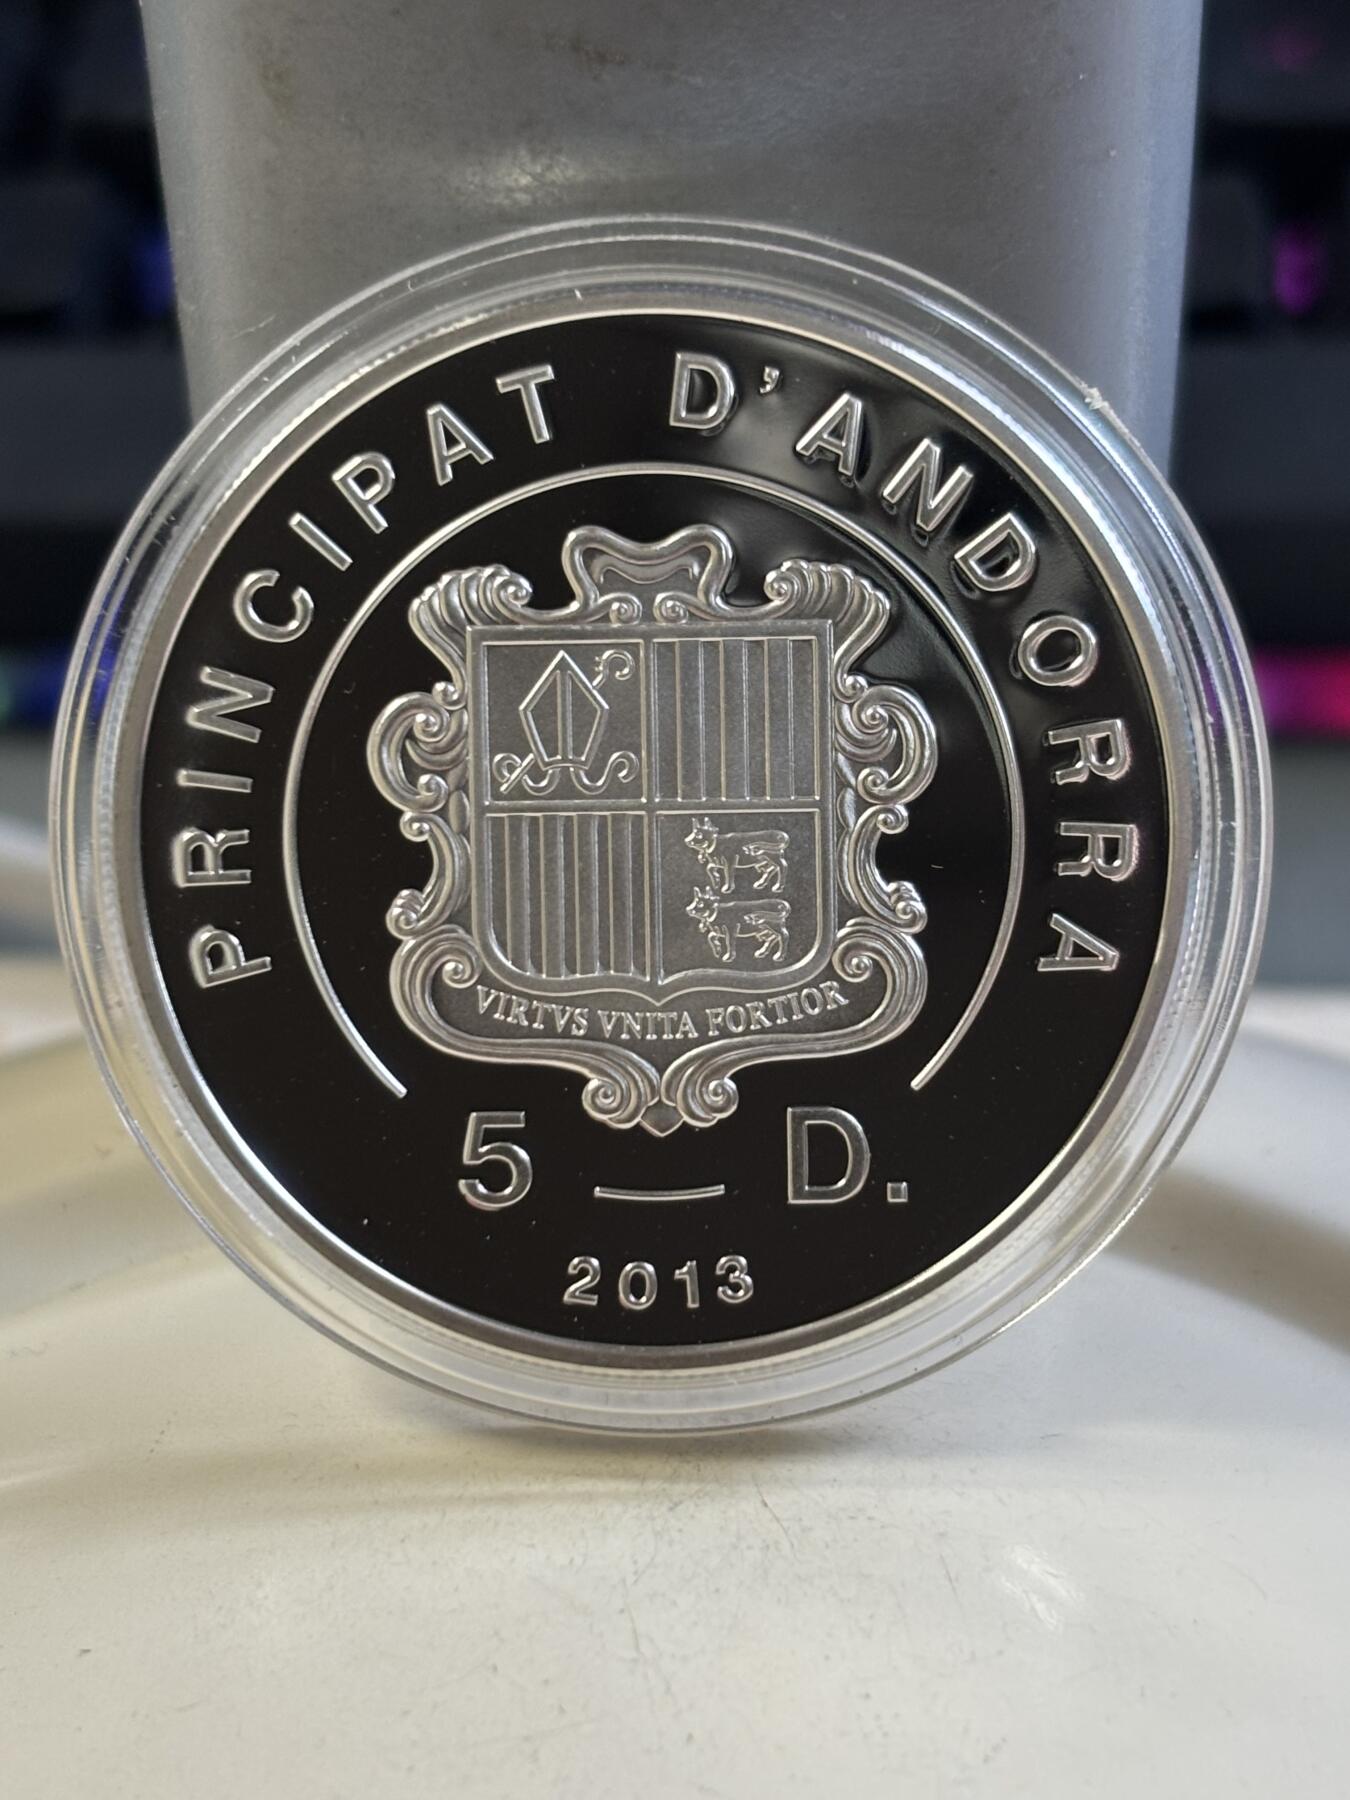 PRINCIPAT D'ANDORRA
VIRTVS VNITA FORTIOR
5 — D.
2013